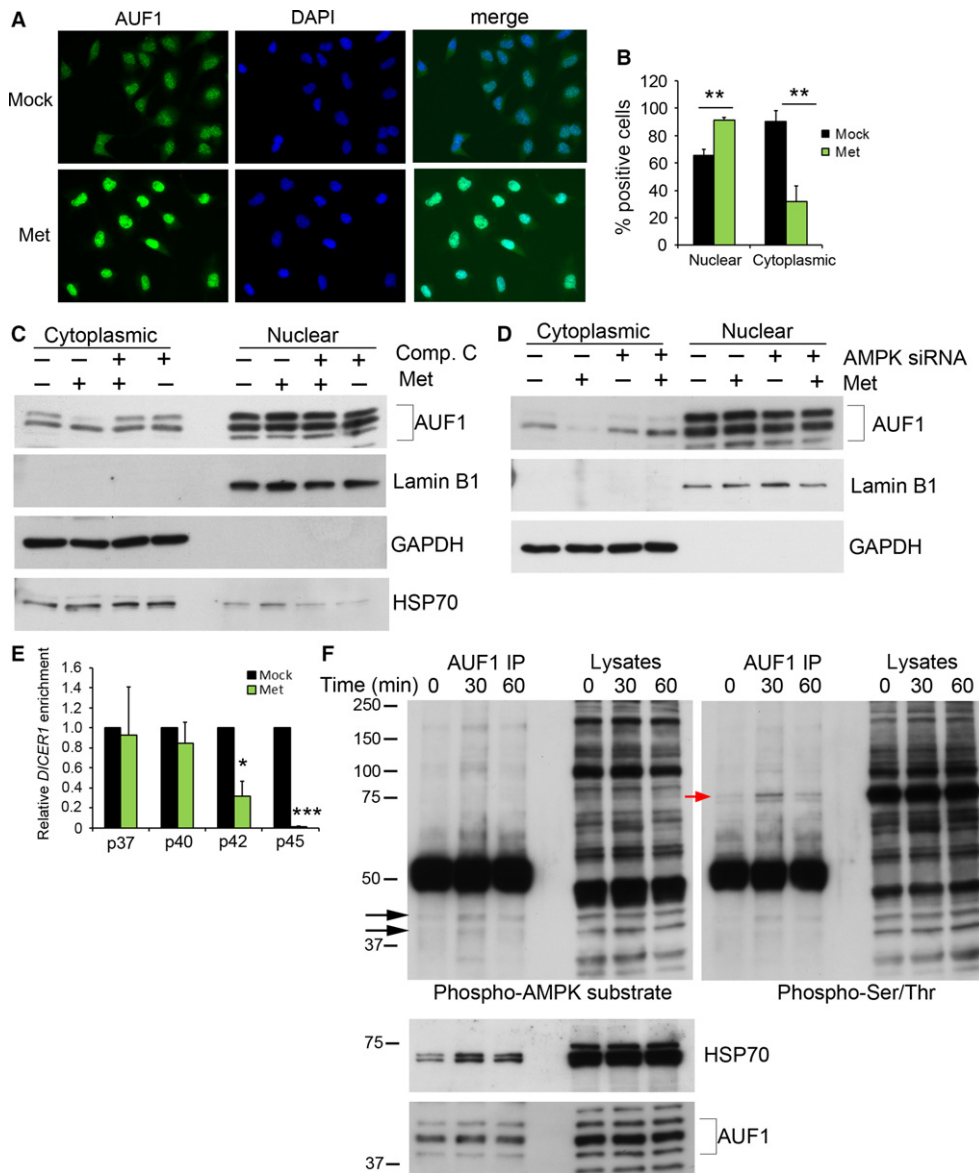 A
AUF1 DAPI merge
Mock
Met
B
**
**
120
100
80
60
40
20
0
% positive cells
Mock
Met
Nuclear Cytoplasmic
C
Cytoplasmic Nuclear
– – + + – – + + Comp. C
– + + – – + + – Met
AUF1
Lamin B1
GAPDH
HSP70
D
Cytoplasmic Nuclear
– – + + – – + + AMPK siRNA
– + – + – + – + Met
AUF1
Lamin B1
GAPDH
E
1.6
1.4
1.2
1.0
0.8
0.6
0.4
0.2
0
Relative DICER1 enrichment
Mock
Met
*
***
p37 p40 p42 p45
F
AUF1 IP Lysates AUF1 IP Lysates
Time (min) 0 30 60 0 30 60 0 30 60 0 30 60
250
150
100
75
50
37
Phospho-AMPK substrate Phospho-Ser/Thr
75
HSP70
AUF1
37